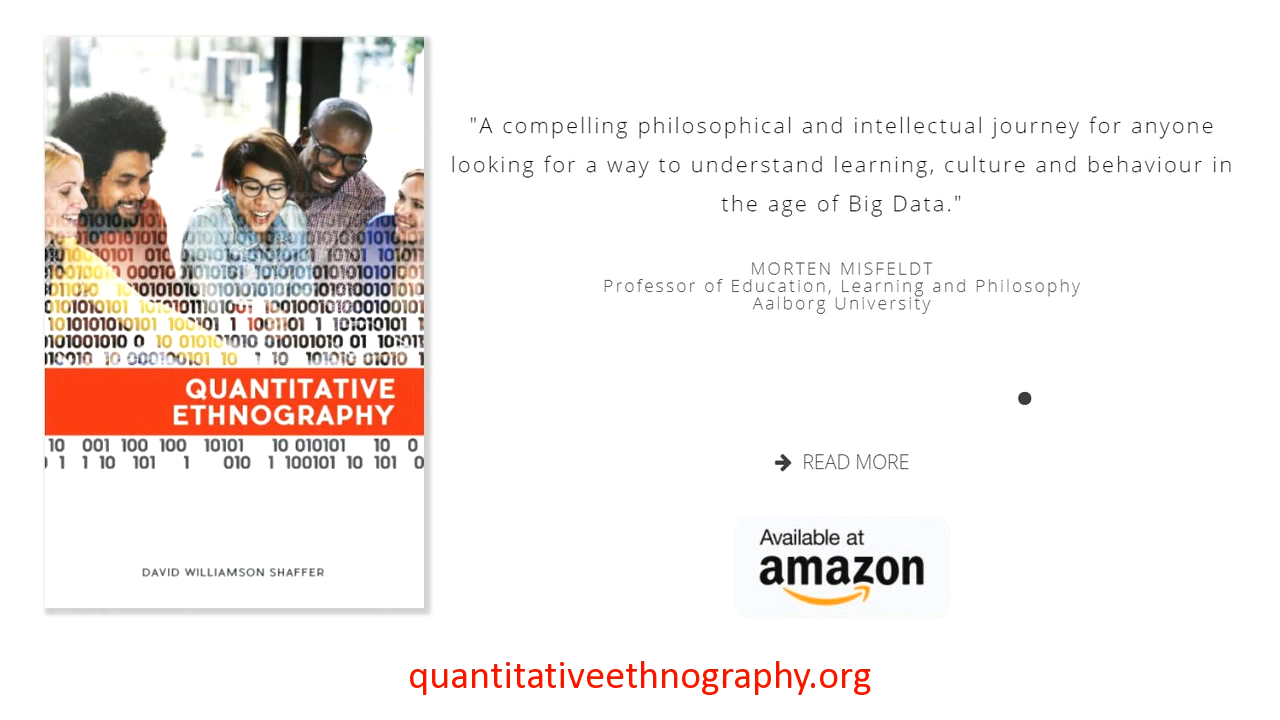 QUANTITATIVE
ETHNOGRAPHY
DAVID WILLIAMSON SHAFFER
"A compelling philosophical and intellectual journey for anyone
looking for a way to understand learning, culture and behaviour in
the age of Big Data."
MORTEN MISFELDT
Professor of Education, Learning and Philosophy
Aalborg University
READ MORE
Available at
amazon
quantitativeethnography.org